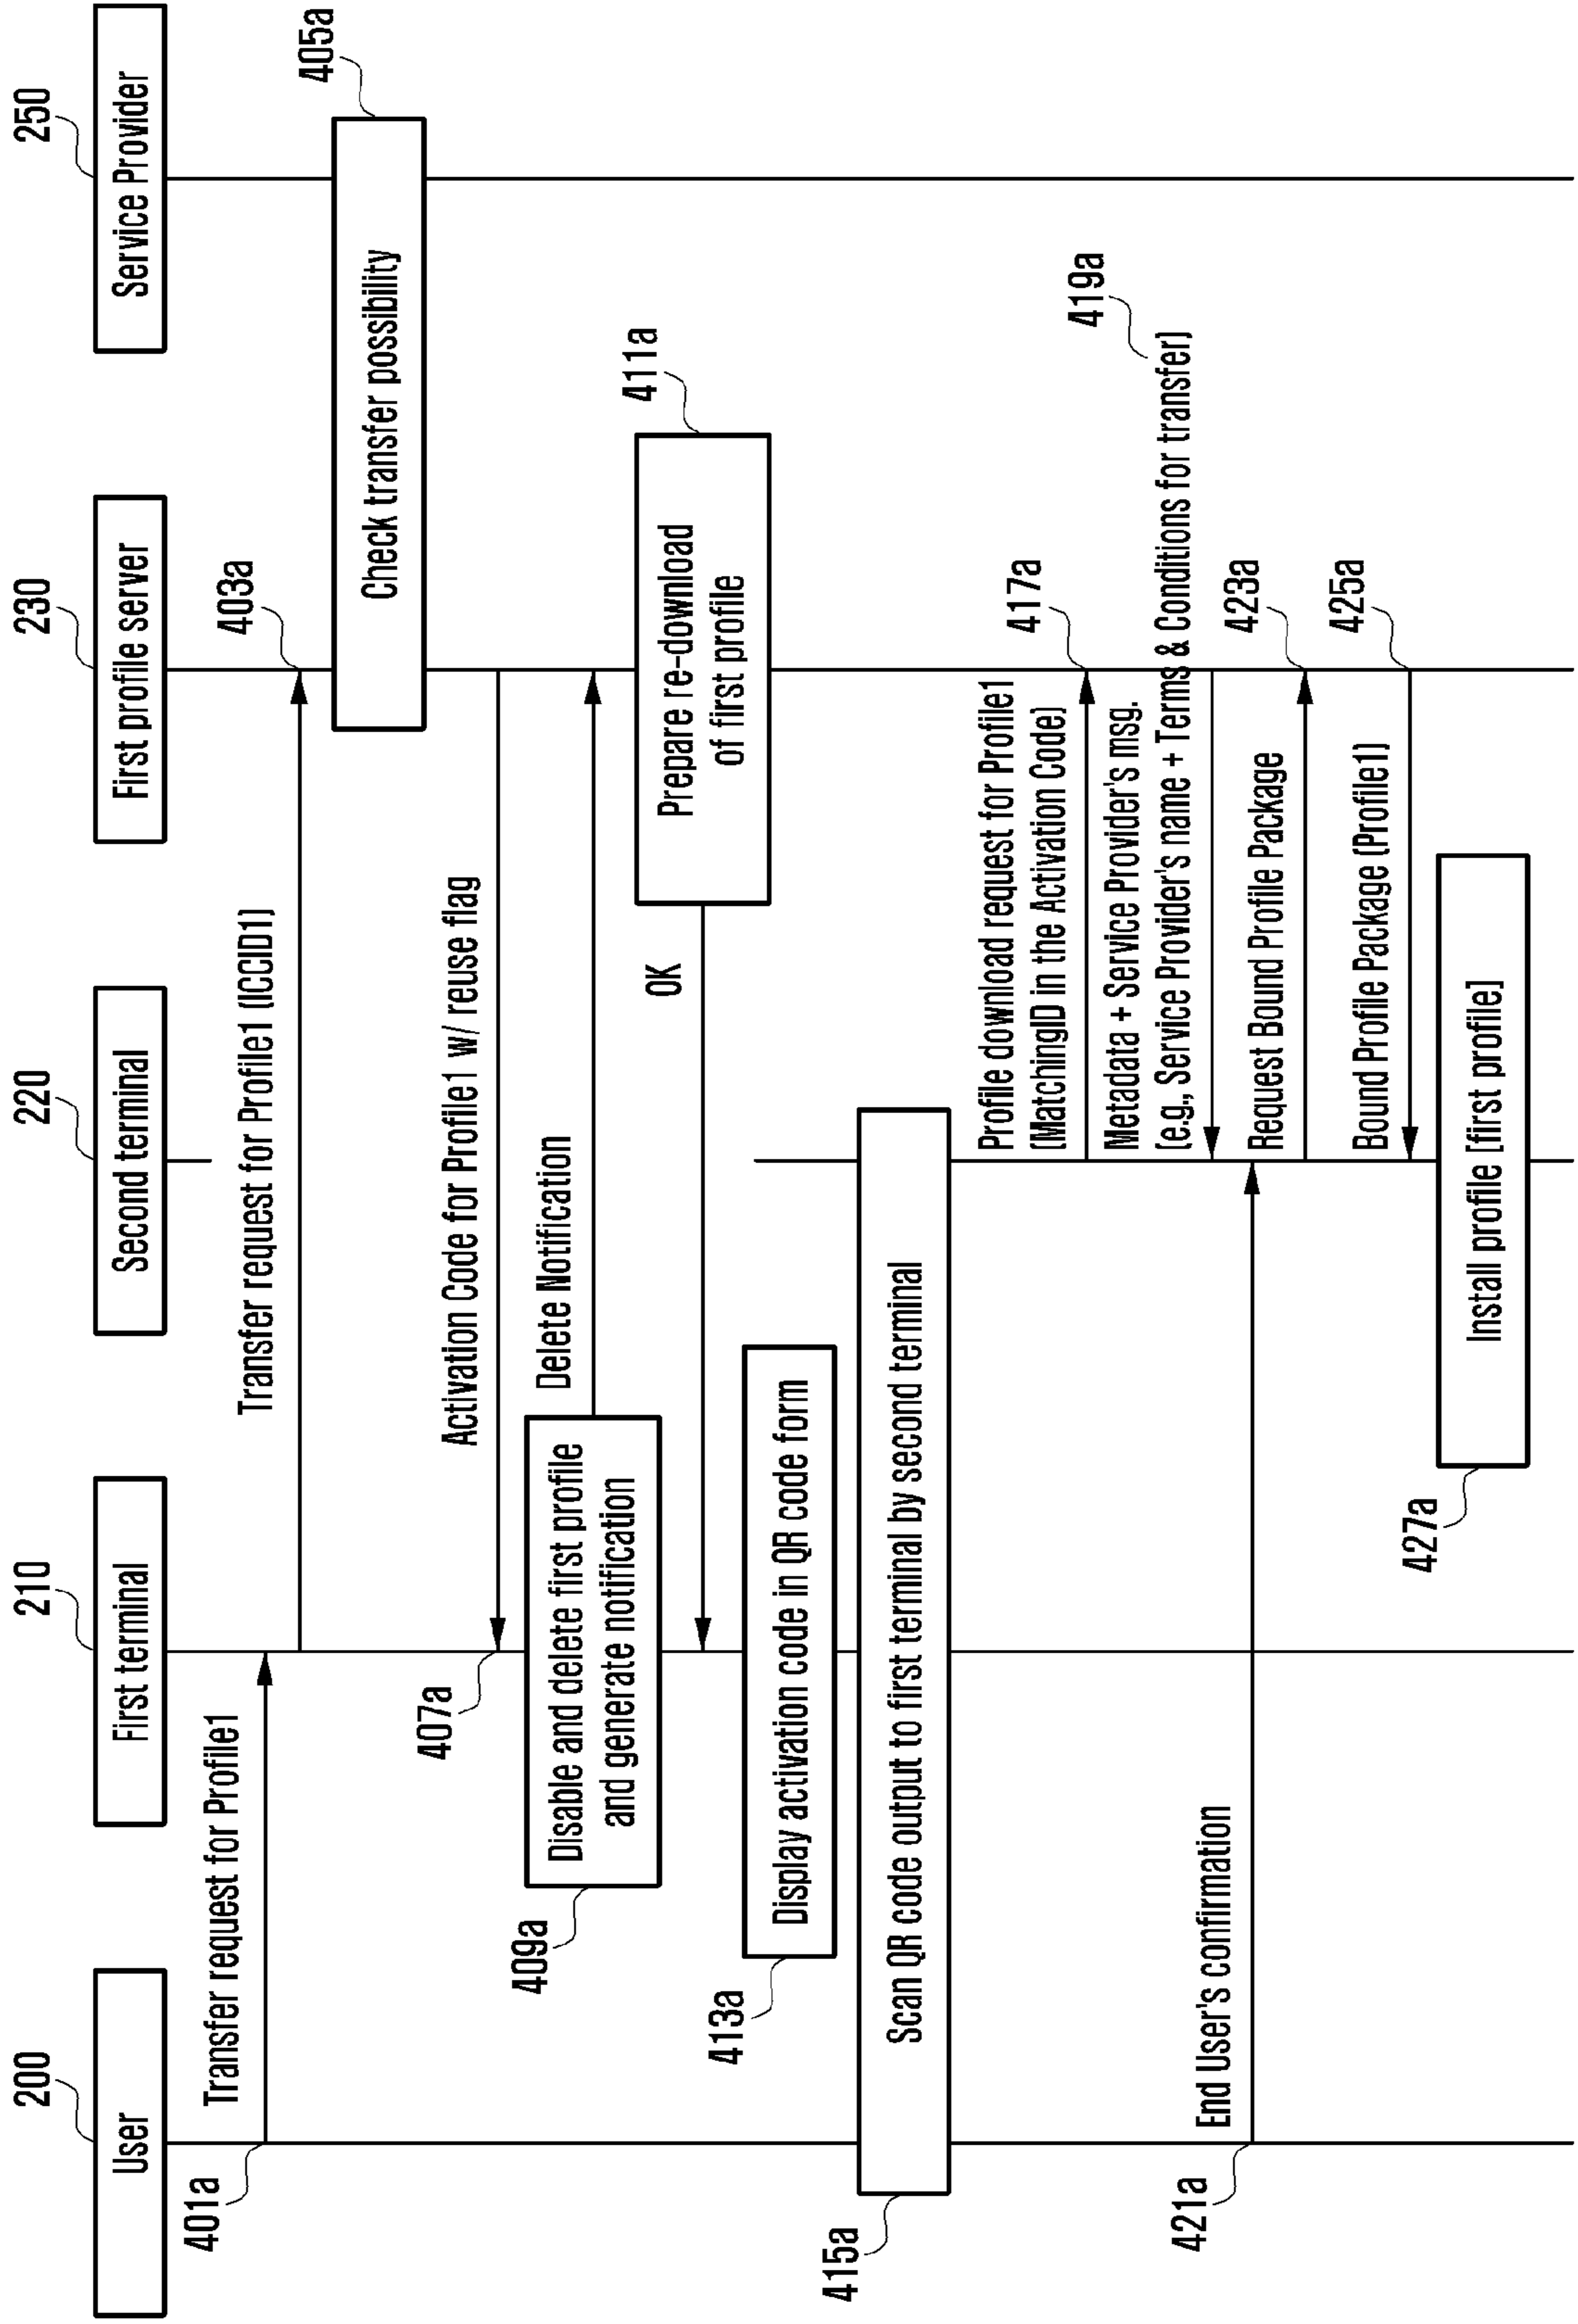 200
210
220
230
250
User
First terminal
Second terminal
First profile server
Service Provider
401a
Transfer request for Profile1
Transfer request for Profile1 (ICCID1)
403a
Check transfer possibility
405a
407a
Activation Code for Profile1 w/ reuse flag
409a
Disable and delete first profile
and generate notification
Delete Notification
411a
Prepare re-download
of first profile
OK
413a
Display activation code in QR code form
415a
Scan QR code output to first terminal by second terminal
Profile download request for Profile1
(MatchingID in the Activation Code)
417a
Metadata + Service Provider's msg.
(e.g., Service Provider's name + Terms & Conditions for transfer)
419a
421a
End User's confirmation
Request Bound Profile Package
423a
Bound Profile Package (Profile1)
425a
427a
Install profile [first profile]